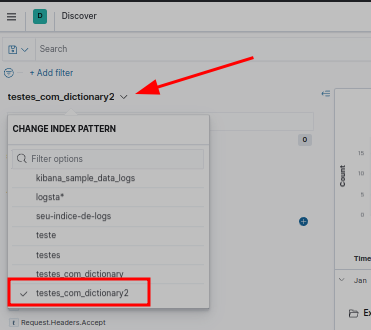 D Discover
Search
+ Add filter
testes_com_dictionary2
CHANGE INDEX PATTERN
Filter options
kibana_sample_data_logs
logsta*
seu-indice-de-logs
teste
testes
testes_com_dictionary
testes_com_dictionary2
Request.Headers.Accept
0
Count
15
10
5
0
Time
Jan
Ex